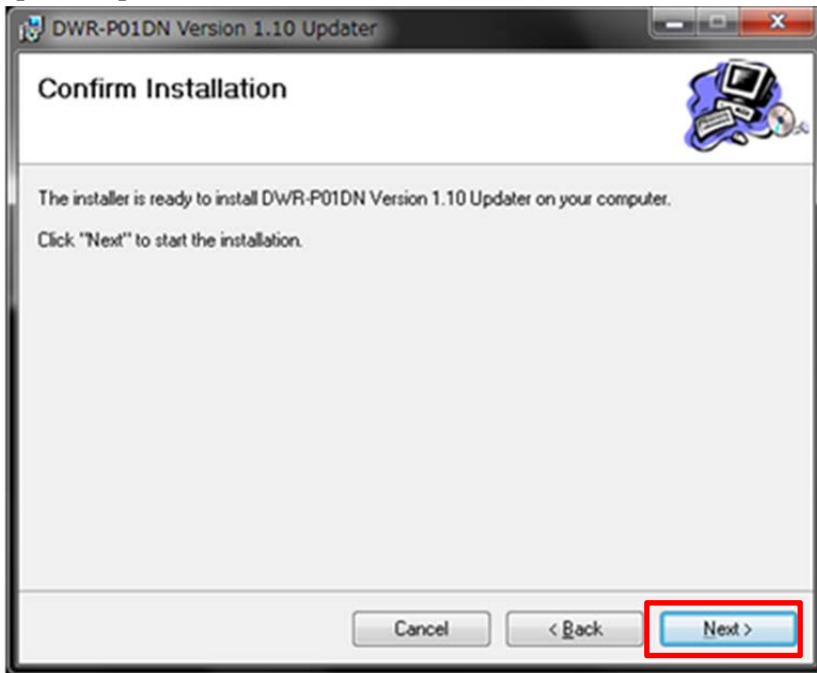 DWR-P01DN Version 1.10 Updater
Confirm Installation
The installer is ready to install DWR-P01DN Version 1.10 Updater on your computer.
Click "Next" to start the installation.
Cancel
< Back
Next >